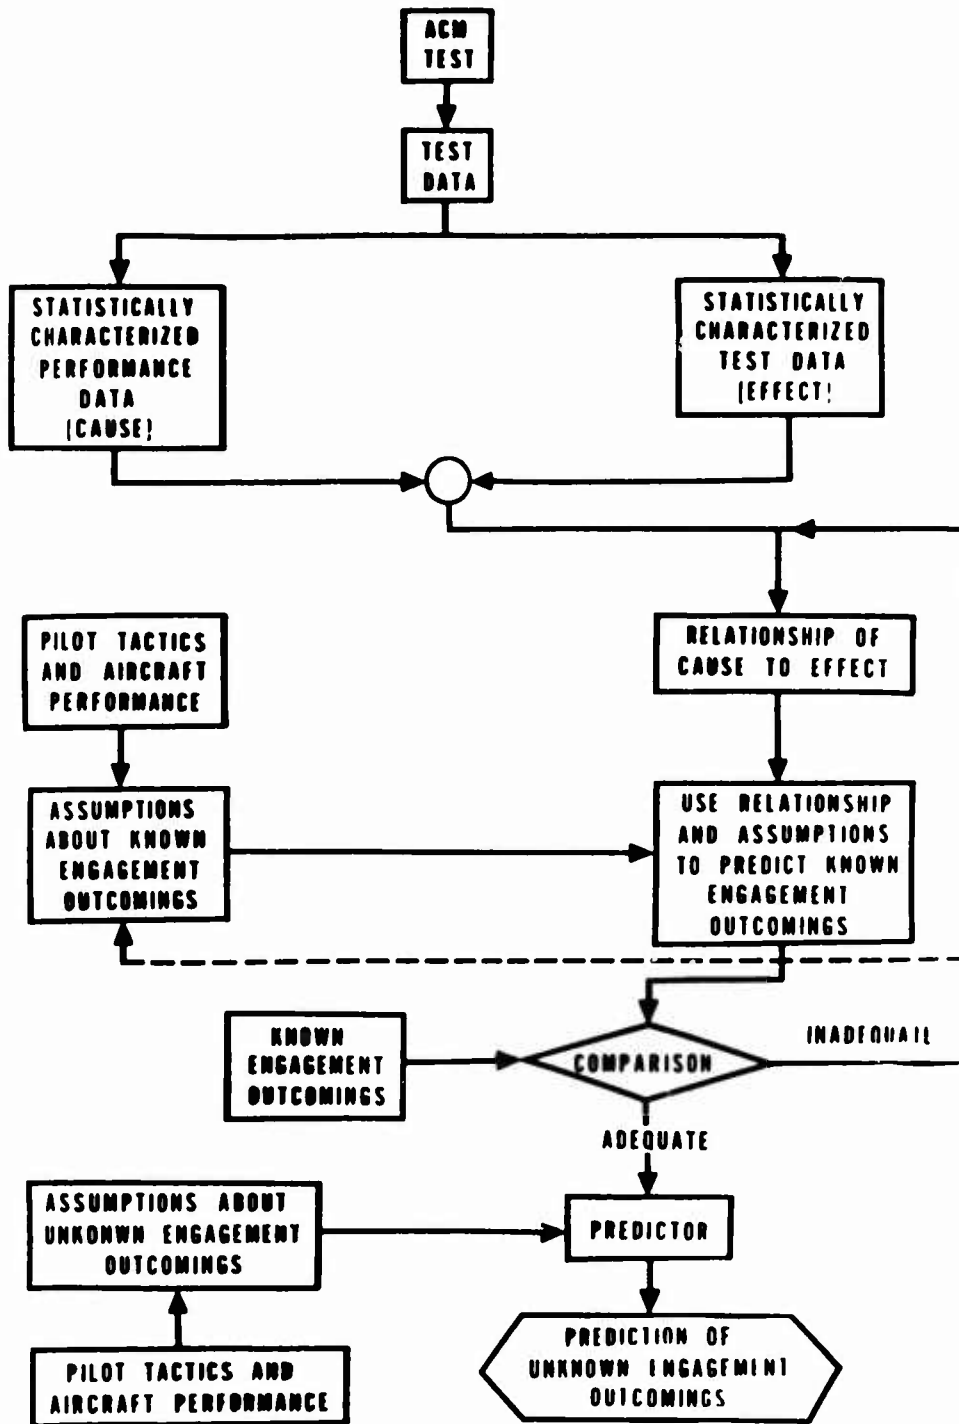 ACM
TEST
TEST
DATA
STATISTICALLY
CHARACTERIZED
PERFORMANCE
DATA
(CAUSE)
STATISTICALLY
CHARACTERIZED
TEST DATA
(EFFECT)
PILOT TACTICS
AND AIRCRAFT
PERFORMANCE
RELATIONSHIP OF
CAUSE TO EFFECT
ASSUMPTIONS
ABOUT KNOWN
ENGAGEMENT
OUTCOMINGS
USE RELATIONSHIP
AND ASSUMPTIONS
TO PREDICT KNOWN
ENGAGEMENT
OUTCOMINGS
KNOWN
ENGAGEMENT
OUTCOMINGS
COMPARISON
INADEQUATE
ADEQUATE
ASSUMPTIONS ABOUT
UNKONWN ENGAGEMENT
OUTCOMINGS
PREDICTOR
PILOT TACTICS AND
AIRCRAFT PERFORMANCE
PREDICTION OF
UNKNOWN ENGAGEMENT
OUTCOMINGS